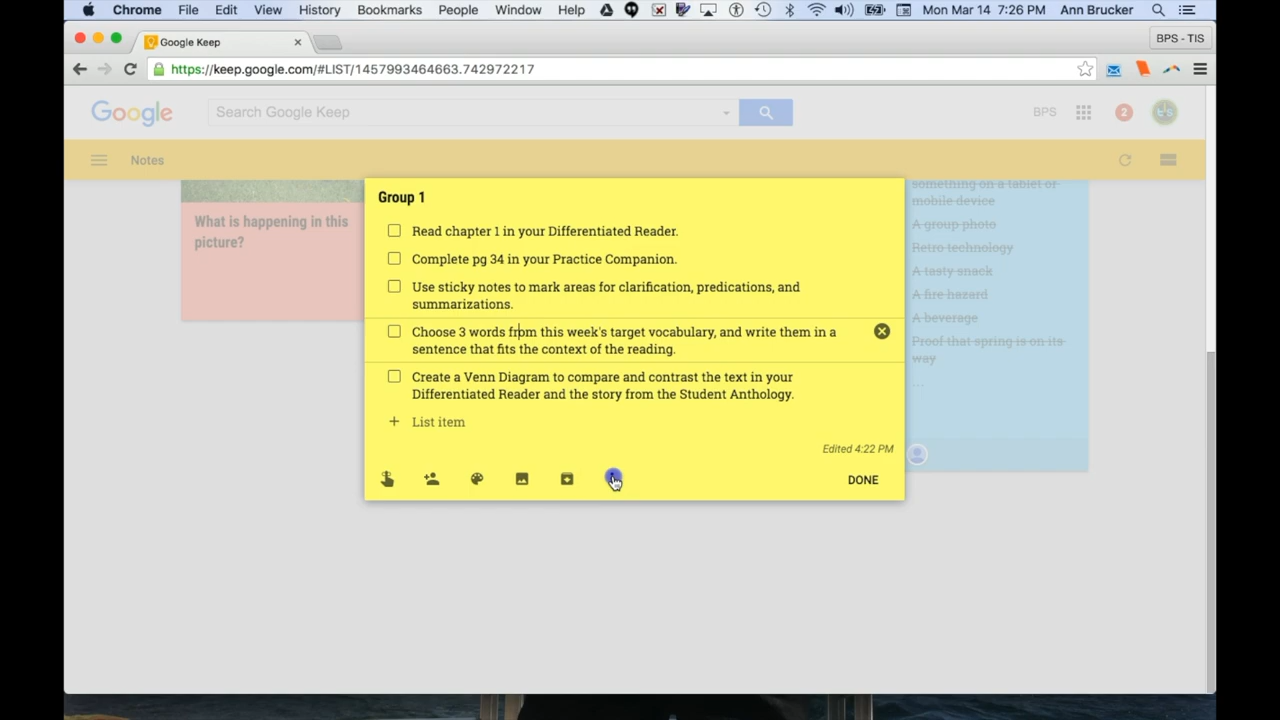 Chrome File Edit View History Bookmarks People Window Help Mon Mar 14 7:26 PM Ann Brucker
Google Keep BPS - TIS
https://keep.google.com/#LIST/1457993464663.742972217
Google Search Google Keep BPS 2
Notes
something on a tablet or
mobile device
A group photo
Retro technology
A tasty snack
A fire hazard
A beverage
Proof that spring is on its
way
...
What is happening in this
picture?
Group 1
Read chapter 1 in your Differentiated Reader.
Complete pg 34 in your Practice Companion.
Use sticky notes to mark areas for clarification, predications, and
summarizations.
Choose 3 words from this week's target vocabulary, and write them in a
sentence that fits the context of the reading.
Create a Venn Diagram to compare and contrast the text in your
Differentiated Reader and the story from the Student Anthology.
+ List item
Edited 4:22 PM
DONE